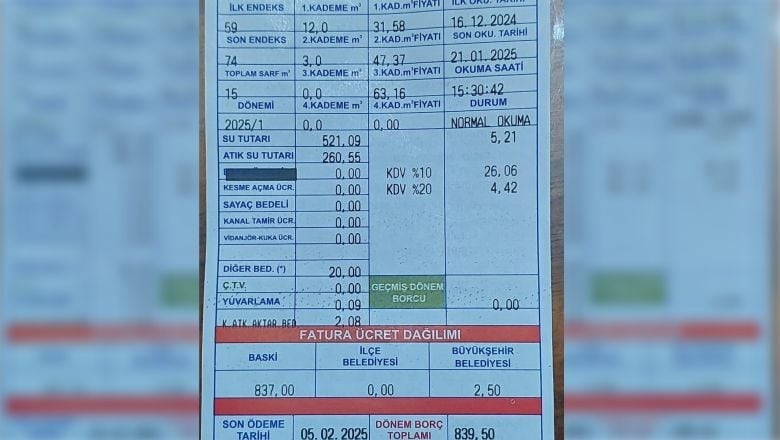 İLK ENDEKS 1.KADEME m³ 1.KAD.m³FİYATI İLK OKU. TARİHİ
59 12,0 31,58 16.12.2024
SON ENDEKS 2.KADEME m³ 2.KAD.m³FİYATI SON OKU. TARİHİ
74 3,0 47,37 21.01.2025
TOPLAM SARF m³ 3.KADEME m³ 3.KAD.m³FİYATI OKUMA SAATİ
15 0,0 63,16 15:30:42
DÖNEMİ 4.KADEME m³ 4.KAD.m³FİYATI DURUM
2025/1 0,0 0,00 NORMAL OKUMA
SU TUTARI 521,09 5,21
ATIK SU TUTARI 260,55
0,00 KDV %10 26,06
KESME AÇMA ÜCR. 0,00 KDV %20 4,42
SAYAÇ BEDELİ 0,00
KANAL TAMİR ÜCR. 0,00
VİDANJÖR-KUKA ÜCR. 0,00
DİĞER BED. (*) 20,00
Ç.T.V. 0,00 GEÇMİŞ DÖNEM
YUVARLAMA 0,09 BORCU 0,00
K.ATK.AKTAR.BED 2,08
FATURA ÜCRET DAĞILIMI
BASKİ İLÇE BELEDİYESİ BÜYÜKŞEHİR BELEDİYESİ
837,00 0,00 2,50
SON ÖDEME TARİHİ 05.02.2025 DÖNEM BORÇ TOPLAMI 839,50